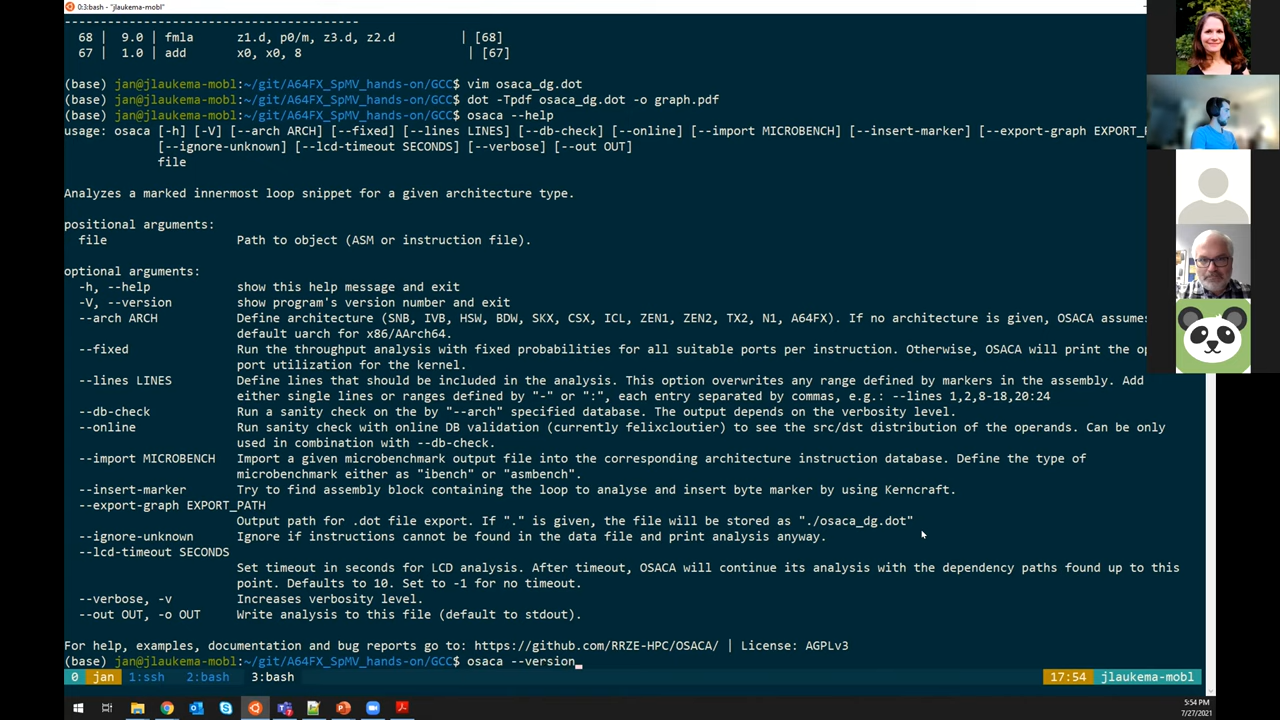 0:3:bash - "jlaukema-mobl"
----------------------------------------
68 | 9.0 | fmla z1.d, p0/m, z3.d, z2.d | [68]
67 | 1.0 | add x0, x0, 8 | [67]
(base) jan@jlaukema-mobl:~/git/A64FX_SpMV_hands-on/GCC$ vim osaca_dg.dot
(base) jan@jlaukema-mobl:~/git/A64FX_SpMV_hands-on/GCC$ dot -Tpdf osaca_dg.dot -o graph.pdf
(base) jan@jlaukema-mobl:~/git/A64FX_SpMV_hands-on/GCC$ osaca --help
usage: osaca [-h] [-V] [--arch ARCH] [--fixed] [--lines LINES] [--db-check] [--online] [--import MICROBENCH] [--insert-marker] [--export-graph EXPORT_
[--ignore-unknown] [--lcd-timeout SECONDS] [--verbose] [--out OUT]
file
Analyzes a marked innermost loop snippet for a given architecture type.
positional arguments:
file Path to object (ASM or instruction file).
optional arguments:
-h, --help show this help message and exit
-V, --version show program's version number and exit
--arch ARCH Define architecture (SNB, IVB, HSW, BDW, SKX, CSX, ICL, ZEN1, ZEN2, TX2, N1, A64FX). If no architecture is given, OSACA assume
default uarch for x86/AArch64.
--fixed Run the throughput analysis with fixed probabilities for all suitable ports per instruction. Otherwise, OSACA will print the o
port utilization for the kernel.
--lines LINES Define lines that should be included in the analysis. This option overwrites any range defined by markers in the assembly. Add
either single lines or ranges defined by "-" or ":", each entry separated by commas, e.g.: --lines 1,2,8-18,20:24
--db-check Run a sanity check on the by "--arch" specified database. The output depends on the verbosity level.
--online Run sanity check with online DB validation (currently felixcloutier) to see the src/dst distribution of the operands. Can be only
used in combination with --db-check.
--import MICROBENCH Import a given microbenchmark output file into the corresponding architecture instruction database. Define the type of
microbenchmark either as "ibench" or "asmbench".
--insert-marker Try to find assembly block containing the loop to analyse and insert byte marker by using Kerncraft.
--export-graph EXPORT_PATH
Output path for .dot file export. If "." is given, the file will be stored as "./osaca_dg.dot"
--ignore-unknown Ignore if instructions cannot be found in the data file and print analysis anyway.
--lcd-timeout SECONDS
Set timeout in seconds for LCD analysis. After timeout, OSACA will continue its analysis with the dependency paths found up to this
point. Defaults to 10. Set to -1 for no timeout.
--verbose, -v Increases verbosity level.
--out OUT, -o OUT Write analysis to this file (default to stdout).
For help, examples, documentation and bug reports go to: https://github.com/RRZE-HPC/OSACA/ | License: AGPLv3
(base) jan@jlaukema-mobl:~/git/A64FX_SpMV_hands-on/GCC$ osaca --version
0 jan 1:ssh 2:bash 3:bash 17:54 jlaukema-mobl
5:54 PM
7/27/2021